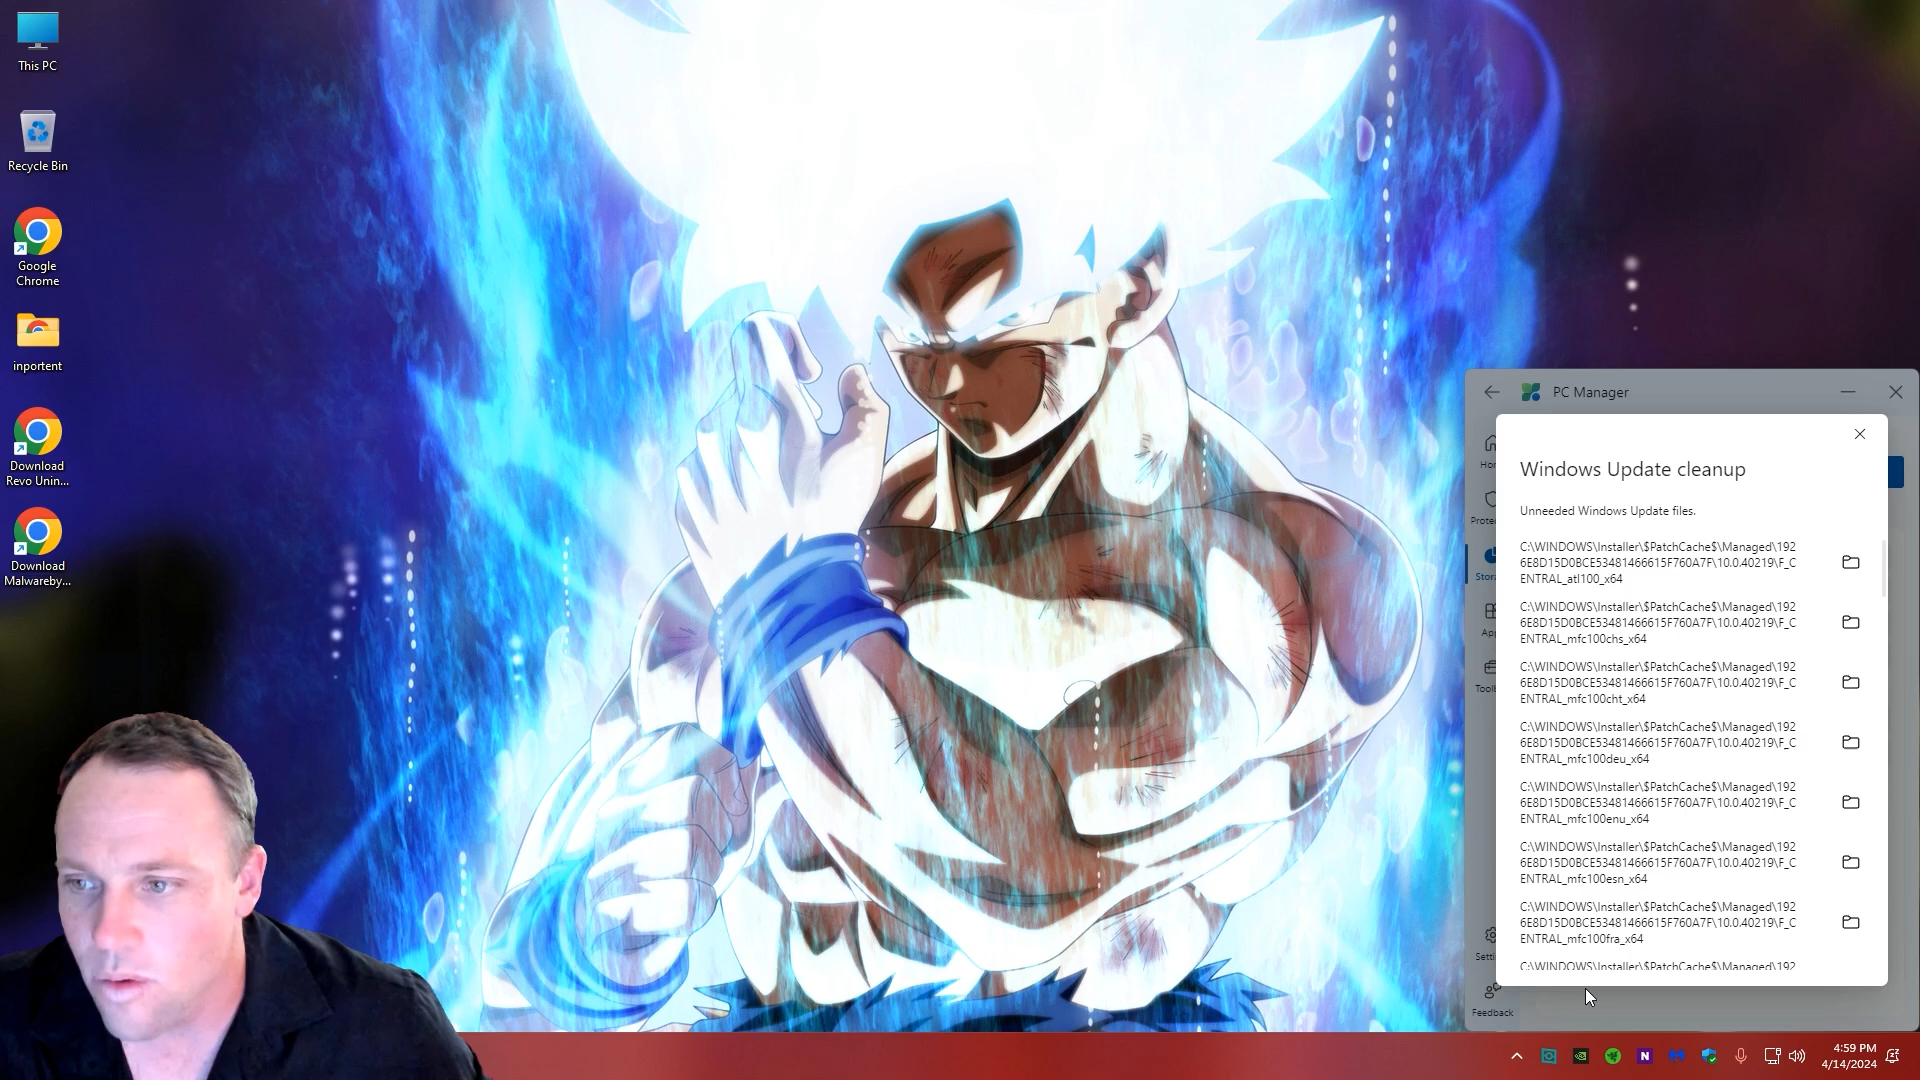 This PC
Recycle Bin
Google
Chrome
inportent
Download
Revo Unin...
Download
Malwareby...
PC Manager
Windows Update cleanup
Unneeded Windows Update files.
C:\WINDOWS\Installer\$PatchCache$\Managed\192
6E8D15D0BCE53481466615F760A7F\10.0.40219\F_C
ENTRAL_atl100_x64
C:\WINDOWS\Installer\$PatchCache$\Managed\192
6E8D15D0BCE53481466615F760A7F\10.0.40219\F_C
ENTRAL_mfc100chs_x64
C:\WINDOWS\Installer\$PatchCache$\Managed\192
6E8D15D0BCE53481466615F760A7F\10.0.40219\F_C
ENTRAL_mfc100cht_x64
C:\WINDOWS\Installer\$PatchCache$\Managed\192
6E8D15D0BCE53481466615F760A7F\10.0.40219\F_C
ENTRAL_mfc100deu_x64
C:\WINDOWS\Installer\$PatchCache$\Managed\192
6E8D15D0BCE53481466615F760A7F\10.0.40219\F_C
ENTRAL_mfc100enu_x64
C:\WINDOWS\Installer\$PatchCache$\Managed\192
6E8D15D0BCE53481466615F760A7F\10.0.40219\F_C
ENTRAL_mfc100esn_x64
C:\WINDOWS\Installer\$PatchCache$\Managed\192
6E8D15D0BCE53481466615F760A7F\10.0.40219\F_C
ENTRAL_mfc100fra_x64
C:\WINDOWS\Installer\$PatchCache$\Managed\192
Feedback
N
4:59 PM
4/14/2024